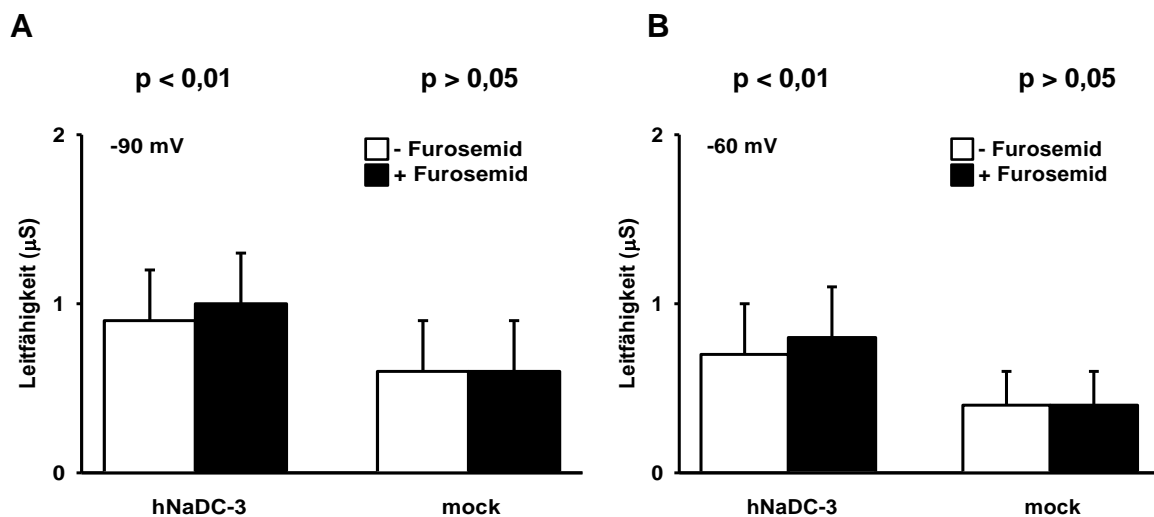 A
p < 0,01
p > 0,05
2
-90 mV
- Furosemid
+ Furosemid
Leitfähigkeit (µS)
1
0
hNaDC-3
mock
B
p < 0,01
p > 0,05
2
-60 mV
- Furosemid
+ Furosemid
Leitfähigkeit (µS)
1
0
hNaDC-3
mock